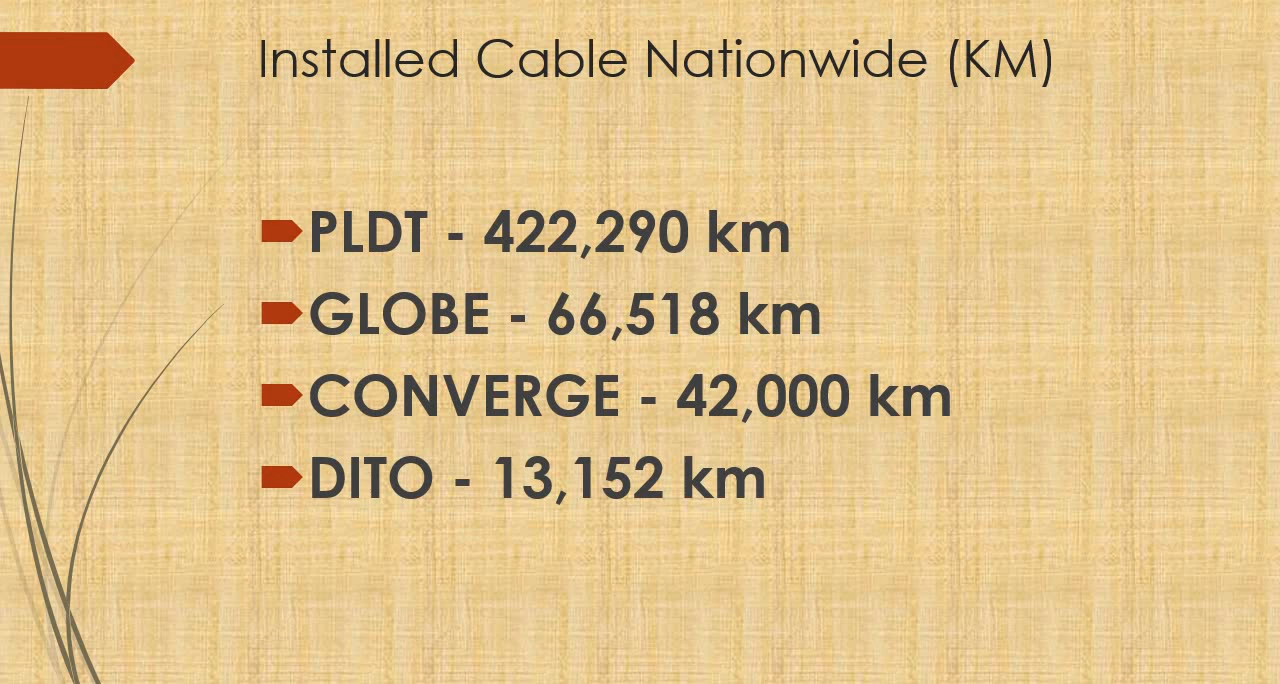 Installed Cable Nationwide (KM)
PLDT - 422,290 km
GLOBE - 66,518 km
CONVERGE - 42,000 km
DITO - 13,152 km